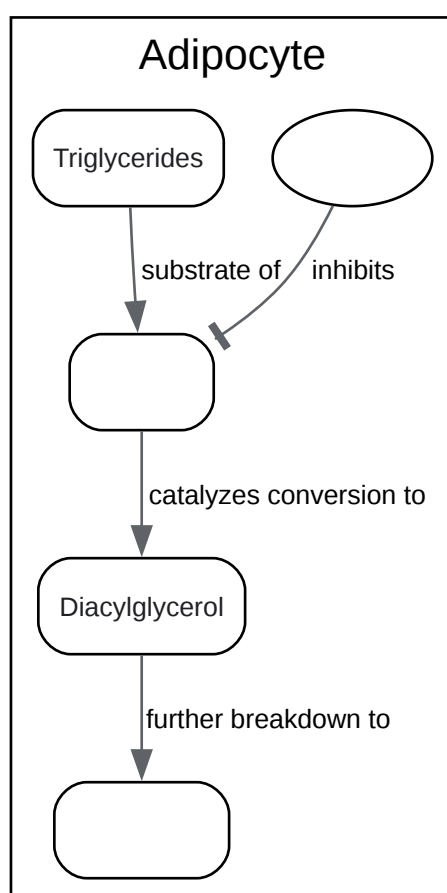 Adipocyte
Triglycerides
substrate of
inhibits
catalyzes conversion to
Diacylglycerol
further breakdown to